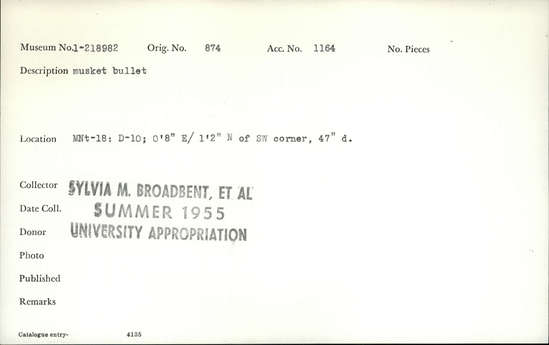 Museum No. 1-218982 Orig. No. 874 Acc. No. 1164 No. Pieces
Description musket bullet
Location MNt-18: D-10; 0'8" E/ 1'2" N of SW corner, 47" d.
Collector SYLVIA M. BROADBENT, ET AL
Date Coll. SUMMER 1955
Donor UNIVERSITY APPROPRIATION
Photo
Published
Remarks
Catalogue entry- 4135